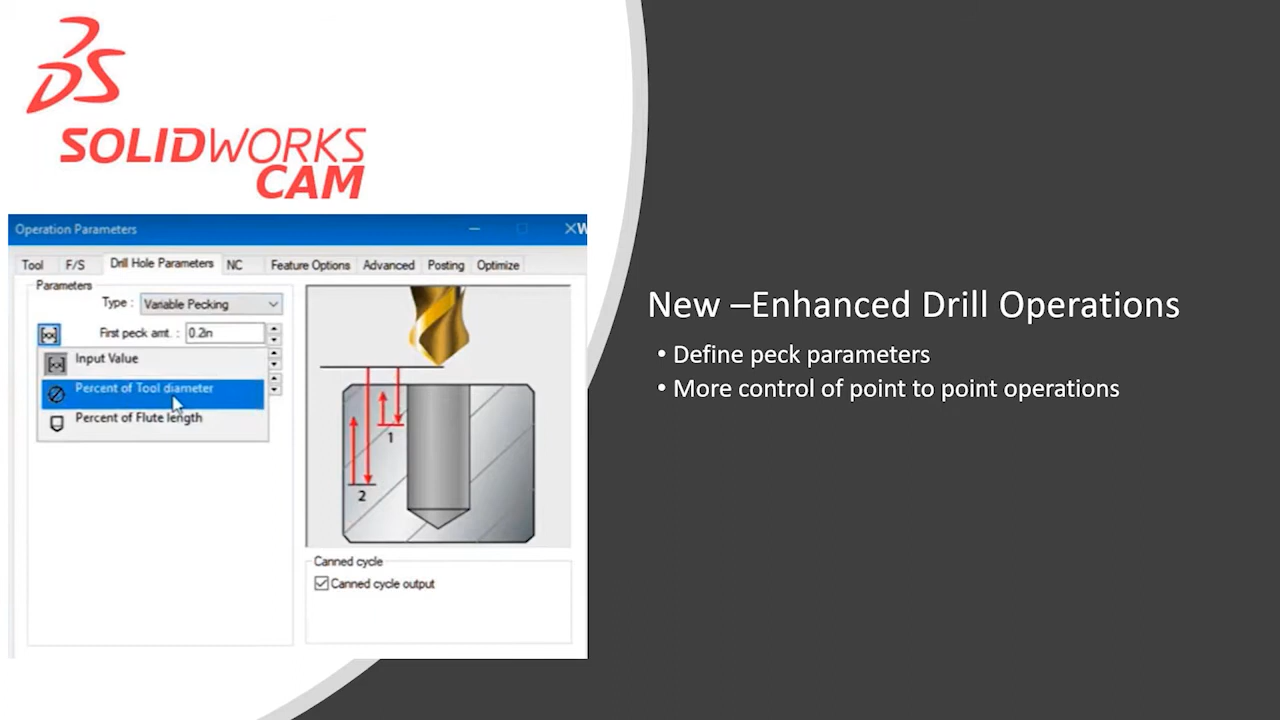 SOLIDWORKS
CAM
Operation Parameters
Tool F/S Drill Hole Parameters NC Feature Options Advanced Posting Optimize
Parameters
Type : Variable Pecking
First peck amt. : 0.2in
Input Value
Percent of Tool diameter
Percent of Flute length
1
2
Canned cycle
Canned cycle output
New –Enhanced Drill Operations
• Define peck parameters
• More control of point to point operations